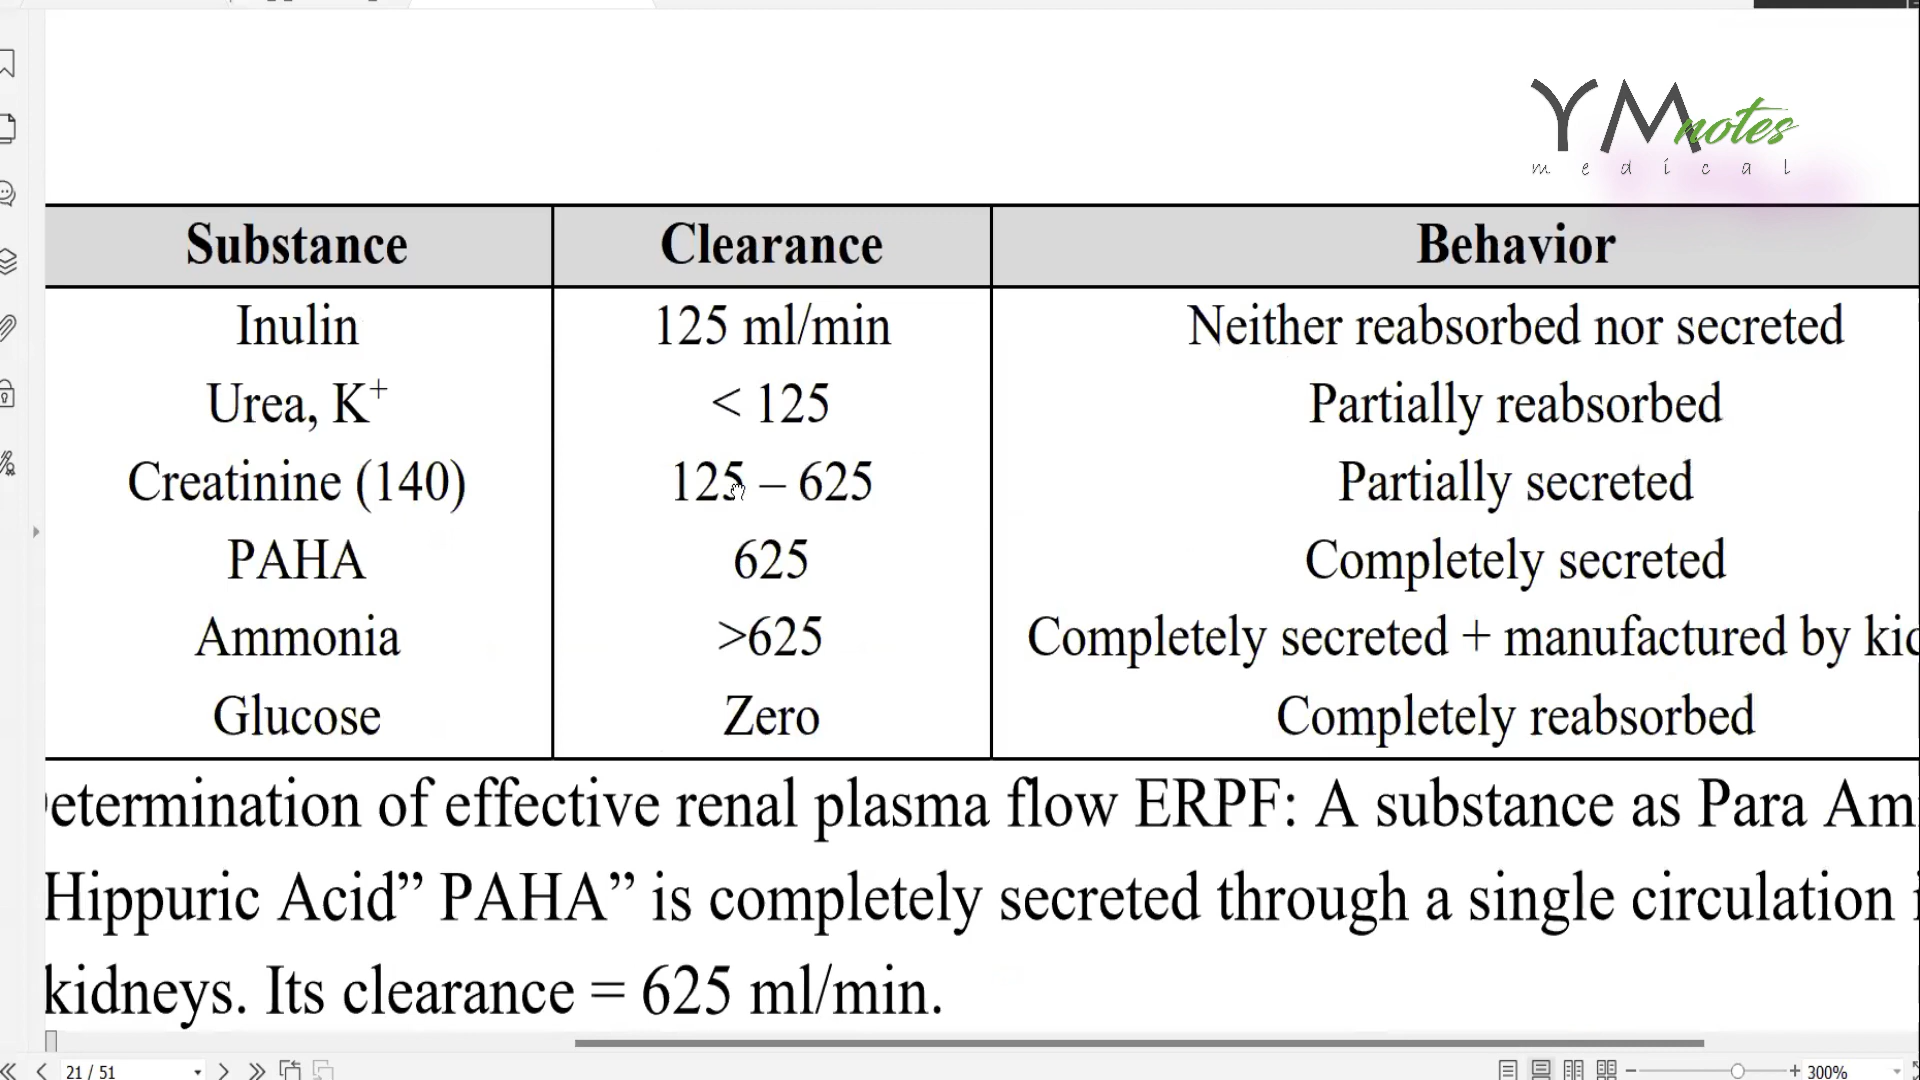 YM notes
medical
Substance Clearance Behavior
Inulin 125 ml/min Neither reabsorbed nor secreted
Urea, K⁺ < 125 Partially reabsorbed
Creatinine (140) 125 – 625 Partially secreted
PAHA 625 Completely secreted
Ammonia >625 Completely secreted + manufactured by
Glucose Zero Completely reabsorbed
etermination of effective renal plasma flow ERPF: A substance as Para
Hippuric Acid” PAHA” is completely secreted through a single circulation
kidneys. Its clearance = 625 ml/min.
21 / 51 300%